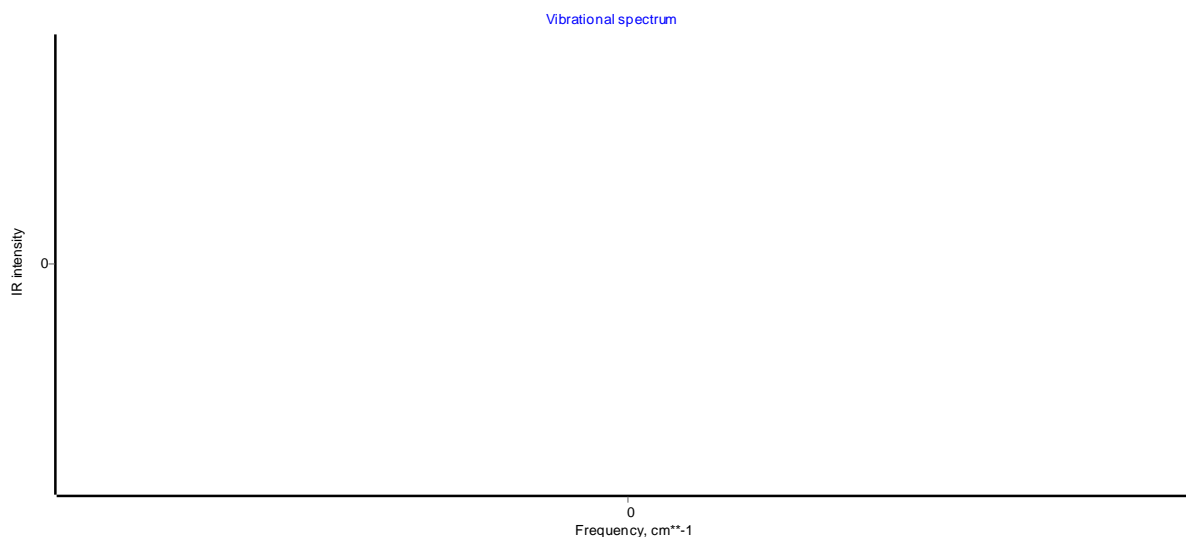 Vibrational spectrum
IR intensity
0
0
Frequency, cm**-1